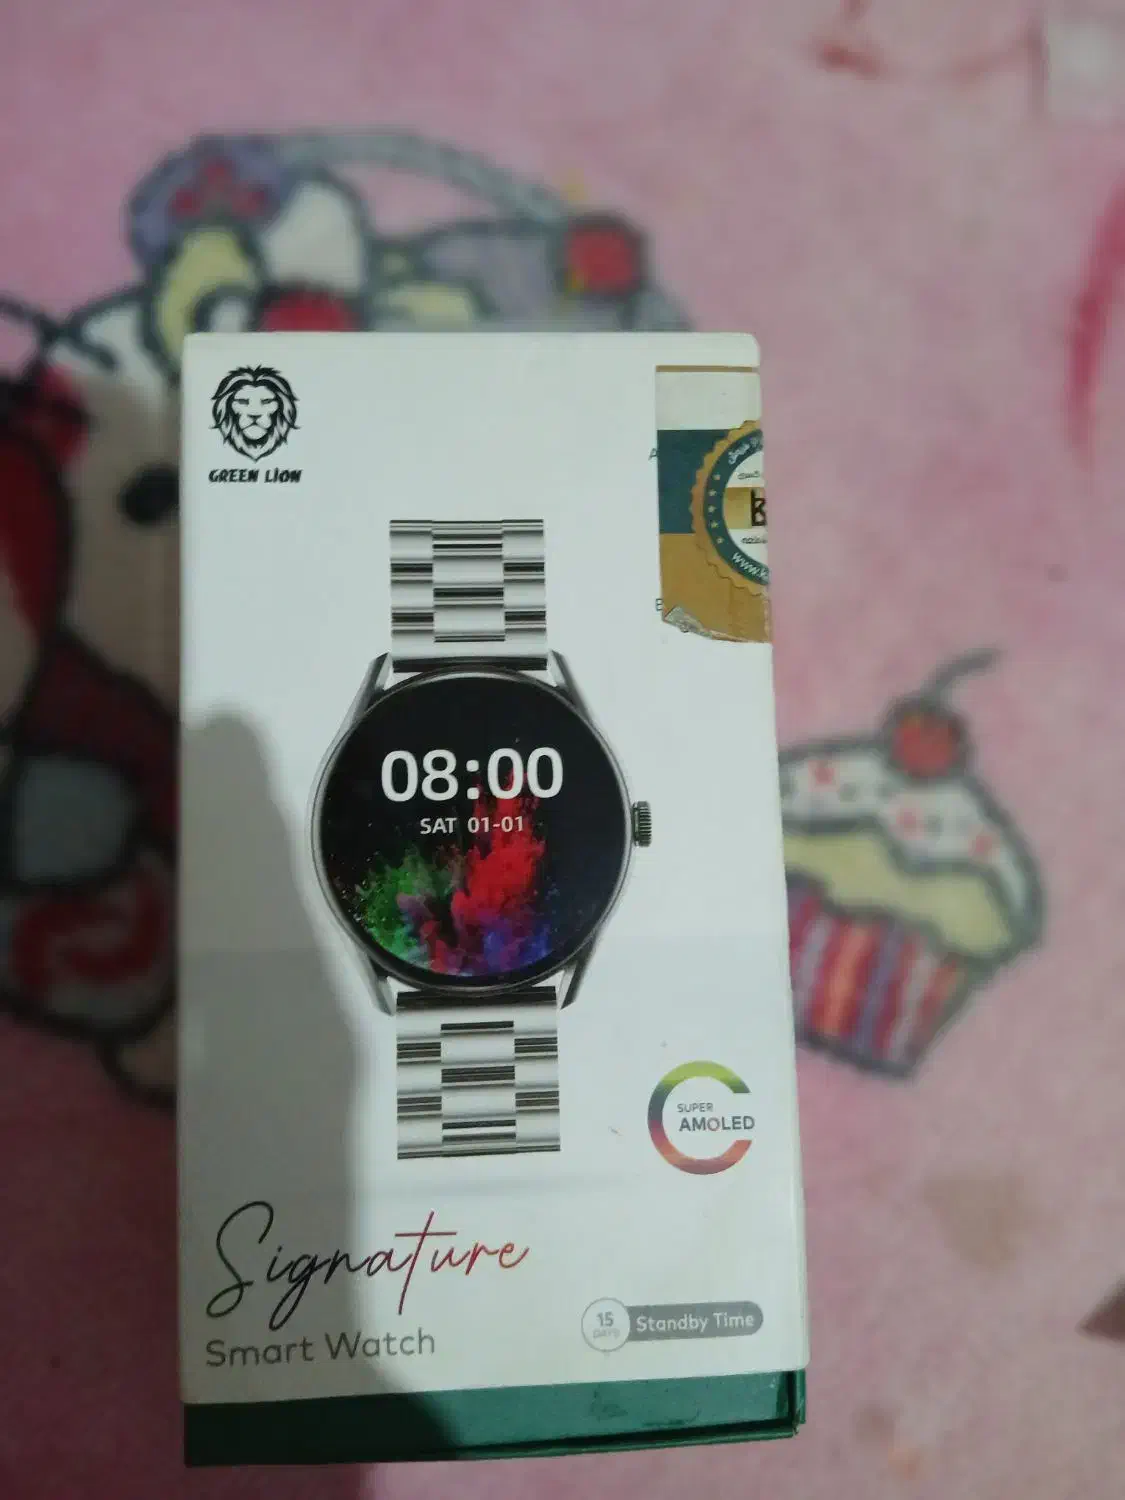 GREEN LION
08:00
SAT 01-01
SUPER
AMOLED
Signature
Smart Watch
15
DAYS
Standby Time